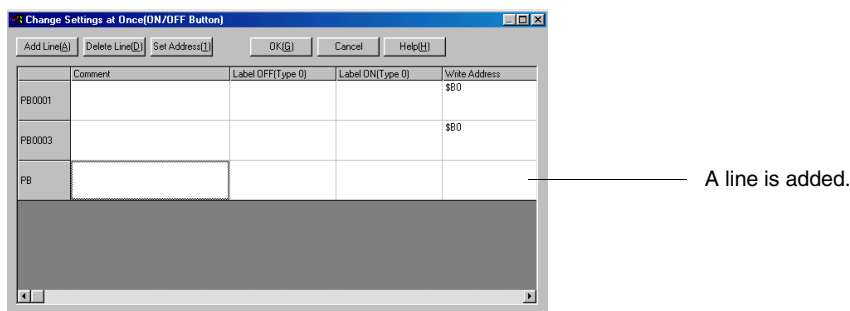 Change Settings at Once(ON/OFF Button)
Add Line(A) Delete Line(D) Set Address(1) OK(G) Cancel Help(H)
Comment Label OFF(Type 0) Label ON(Type 0) Write Address
PB0001 $B0
PB0003 $B0
PB
A line is added.